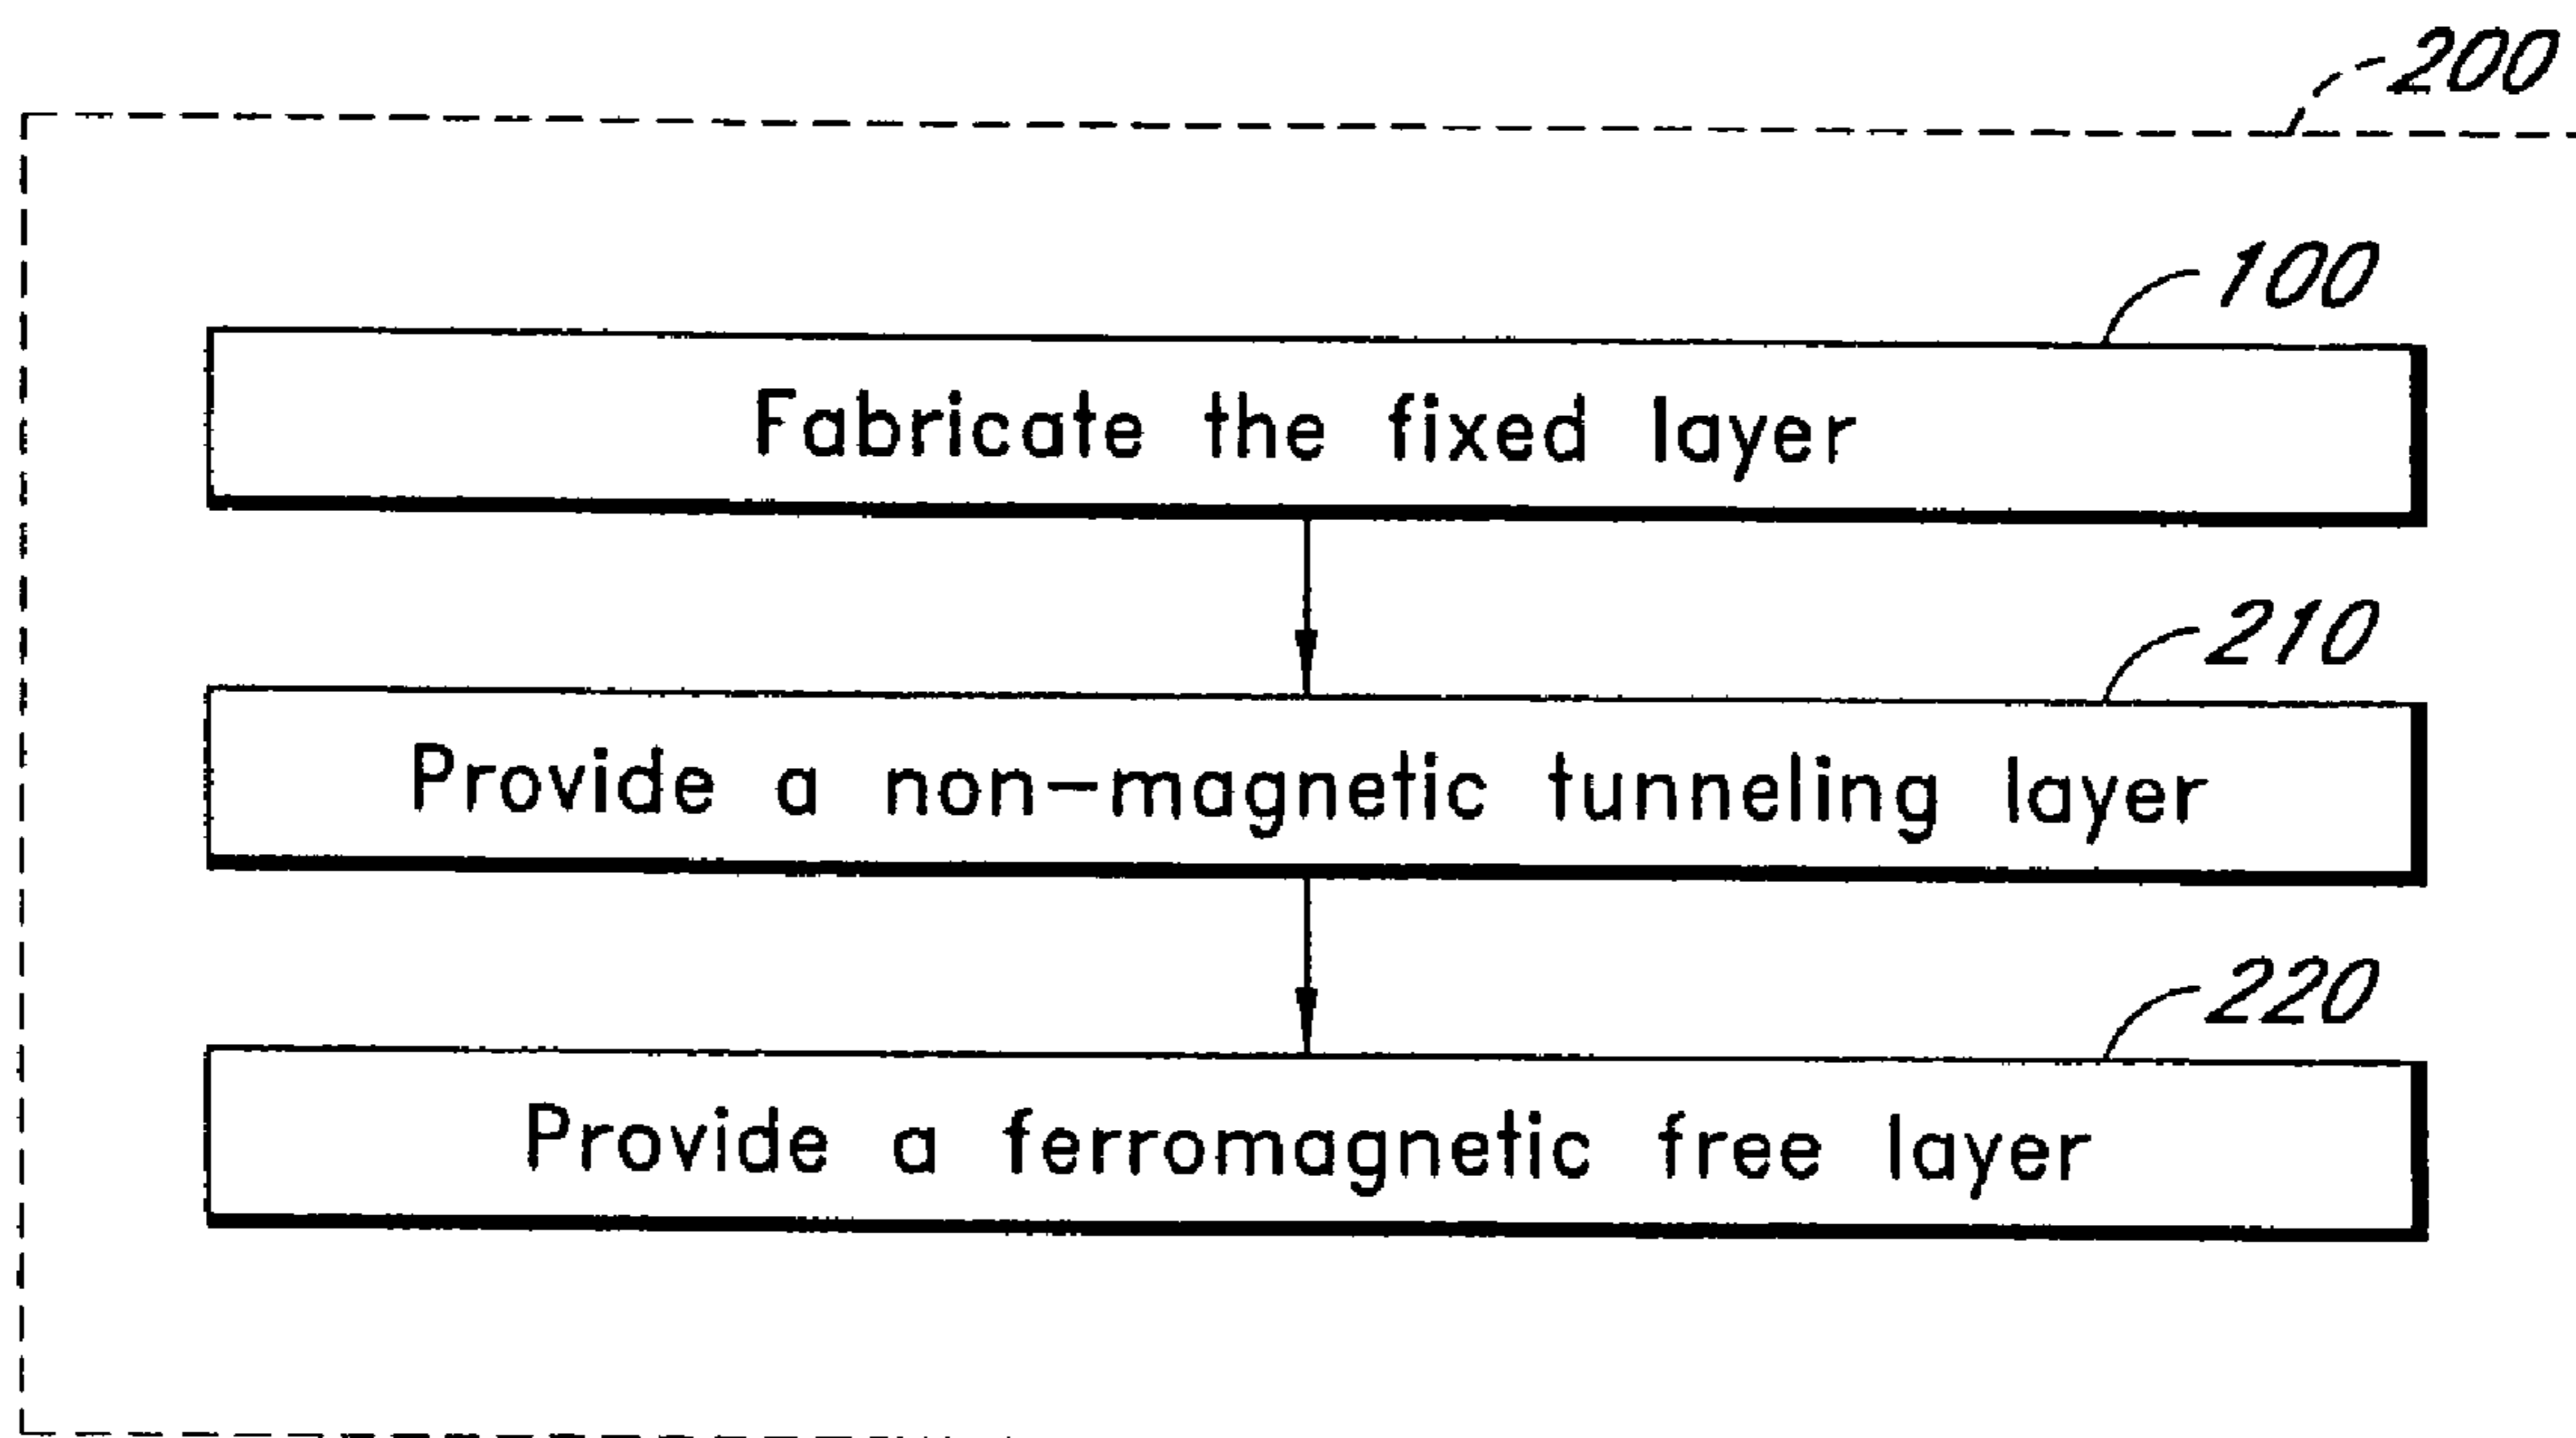 200
100
Fabricate the fixed layer
210
Provide a non-magnetic tunneling layer
220
Provide a ferromagnetic free layer